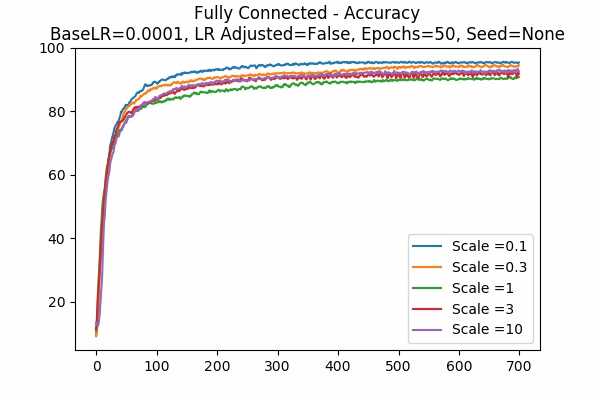 Fully Connected - Accuracy
BaseLR=0.0001, LR Adjusted=False, Epochs=50, Seed=None
100
80
60
40
20
Scale =0.1
Scale =0.3
Scale =1
Scale =3
Scale =10
0 100 200 300 400 500 600 700